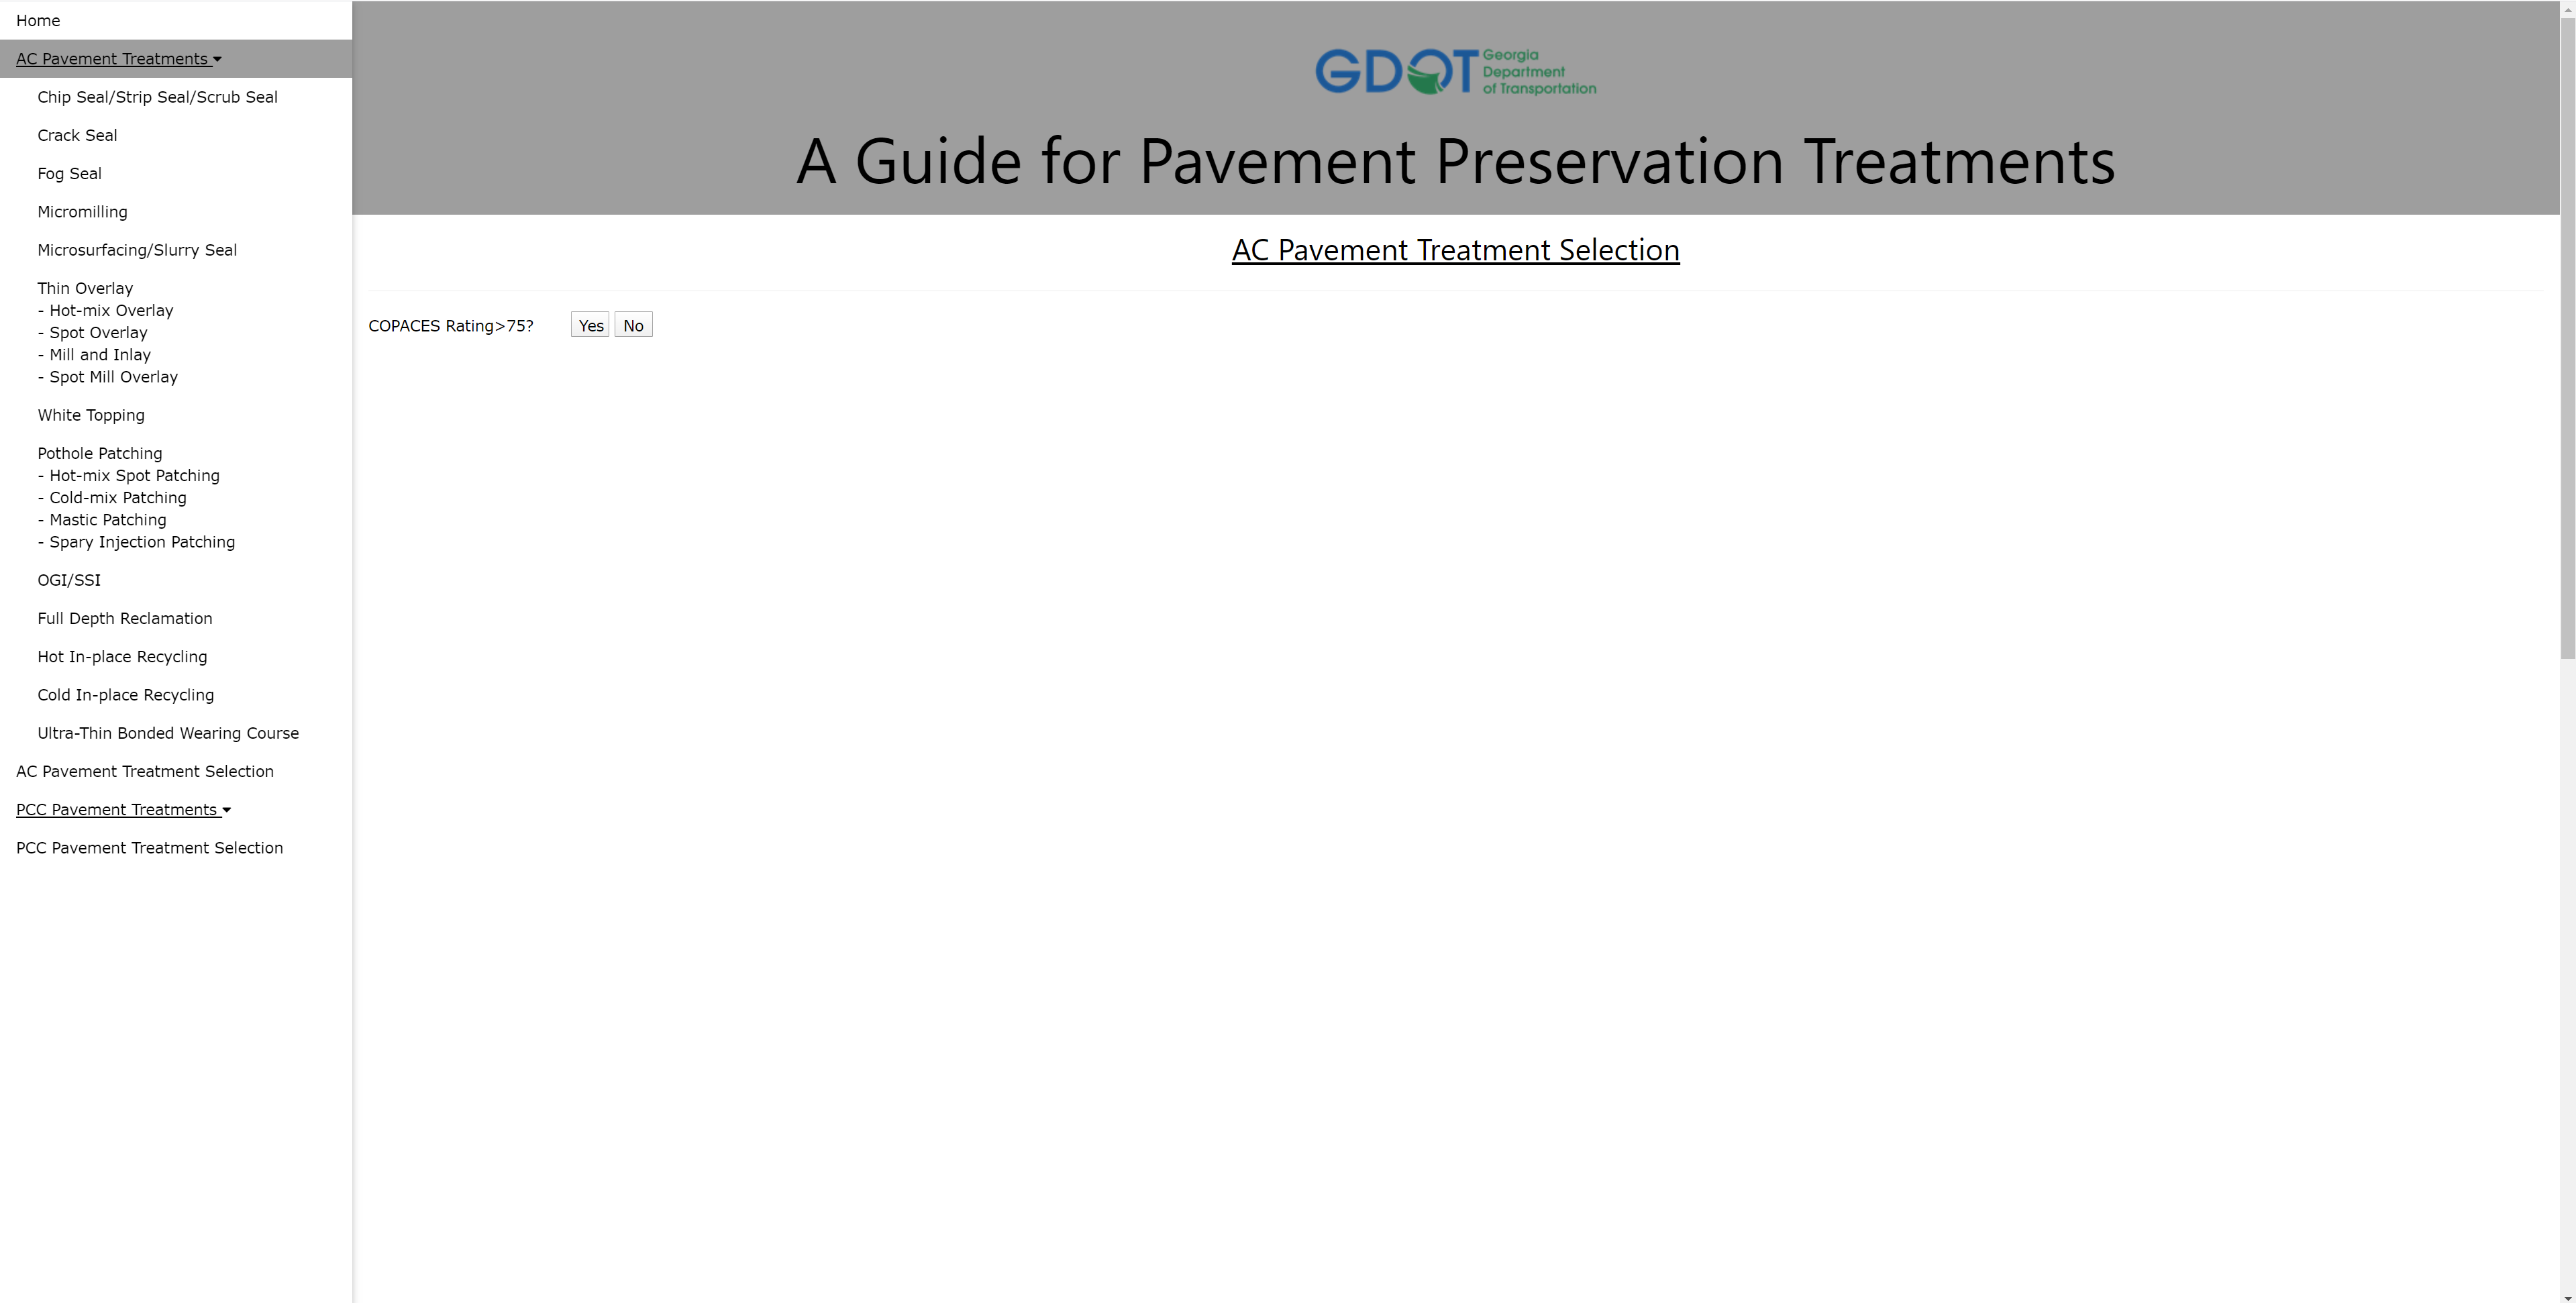 Home
AC Pavement Treatments
Chip Seal/Strip Seal/Scrub Seal
Crack Seal
Fog Seal
Micromilling
Microsurfacing/Slurry Seal
Thin Overlay
- Hot-mix Overlay
- Spot Overlay
- Mill and Inlay
- Spot Mill Overlay
White Topping
Pothole Patching
- Hot-mix Spot Patching
- Cold-mix Patching
- Mastic Patching
- Spary Injection Patching
OGI/SSI
Full Depth Reclamation
Hot In-place Recycling
Cold In-place Recycling
Ultra-Thin Bonded Wearing Course
AC Pavement Treatment Selection
PCC Pavement Treatments
PCC Pavement Treatment Selection
GDOT
Georgia
Department
of Transportation
A Guide for Pavement Preservation Treatments
AC Pavement Treatment Selection
COPACES Rating>75? Yes No